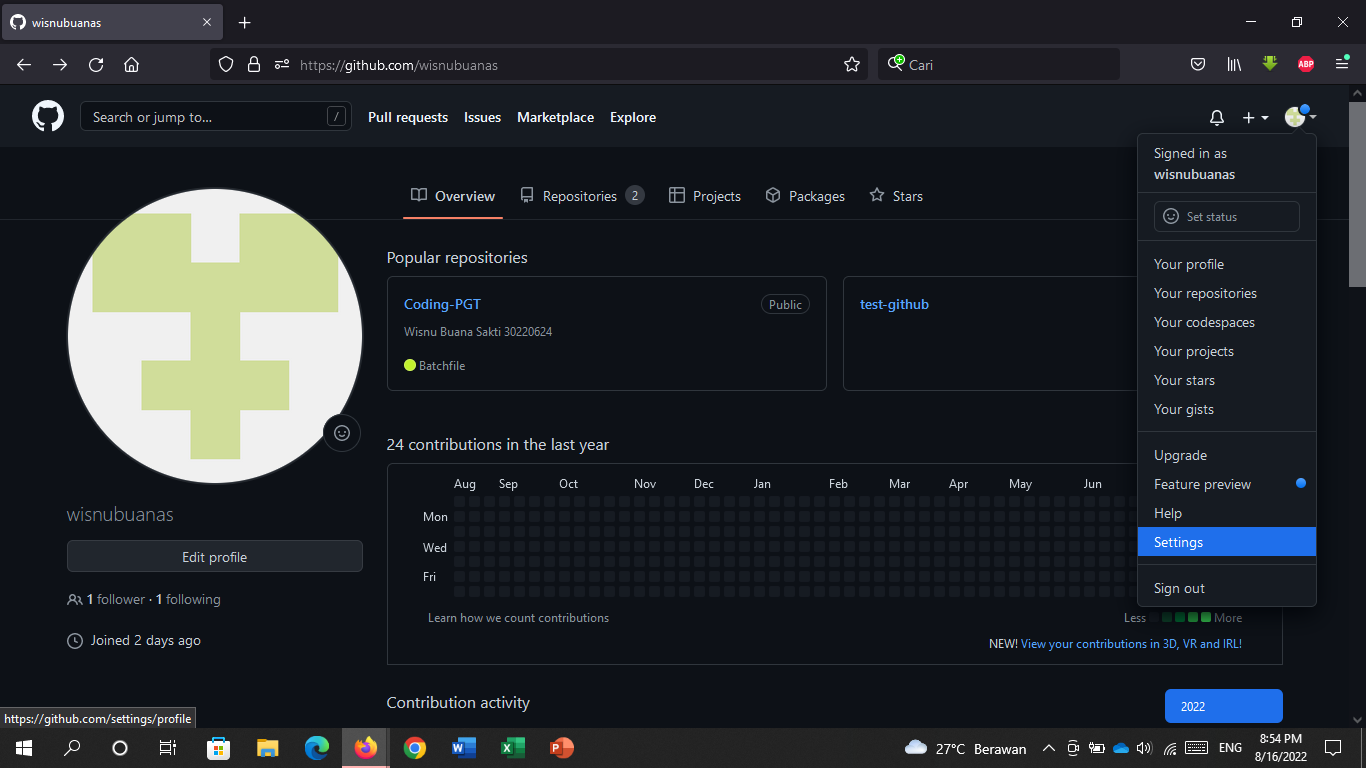 wisnubuanas
https://github.com/wisnubuanas
Cari
ABP
Search or jump to...
/
Pull requests
Issues
Marketplace
Explore
Signed in as
wisnubuanas
Set status
Your profile
Your repositories
Your codespaces
Your projects
Your stars
Your gists
Upgrade
Feature preview
Help
Settings
Sign out
Overview
Repositories 2
Projects
Packages
Stars
wisnubuanas
Edit profile
1 follower · 1 following
Joined 2 days ago
Popular repositories
Coding-PGT
Public
Wisnu Buana Sakti 30220624
Batchfile
test-github
24 contributions in the last year
Aug Sep Oct Nov Dec Jan Feb Mar Apr May Jun
Mon
Wed
Fri
Learn how we count contributions
Less More
NEW! View your contributions in 3D, VR and IRL!
Contribution activity
2022
https://github.com/settings/profile
27°C Berawan
ENG
8:54 PM
8/16/2022